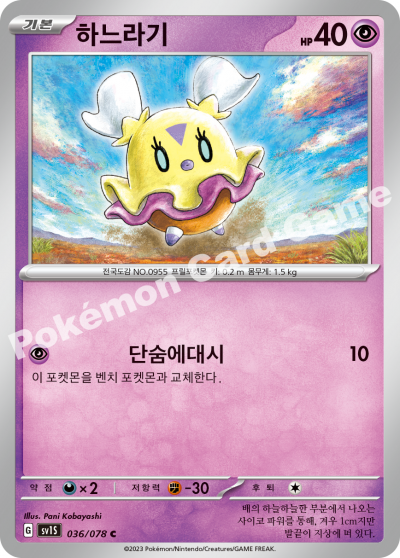 기본 하느라기 HP 40
전국도감 NO.0955 프릴포켓몬 키: 0.2 m 몸무게: 1.5 kg
Pokémon Card Game
단숨에대시 10
이 포켓몬을 벤치 포켓몬과 교체한다.
약점 ×2 저항력 -30 후퇴
Illus. Pani Kobayashi
G sv1S 036/078 C
배의 하늘하늘한 부분에서 나오는
사이코 파워를 통해, 겨우 1cm지만
발끝이 지상에 떠 있다.
©2023 Pokémon/Nintendo/Creatures/GAME FREAK.